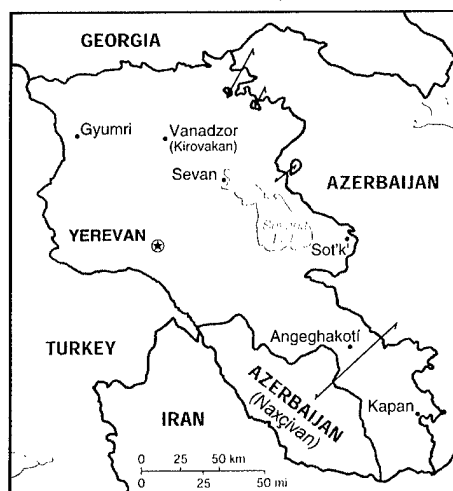 GEORGIA
Gyumri
Vanadzor
(Kirovakan)
Sevan
AZERBAIJAN
YEREVAN
Sot'k'
Angeghakotí
TURKEY
AZERBAIJAN
(Naxçivan)
IRAN
Kapan
0 25 50 km
0 25 50 mi